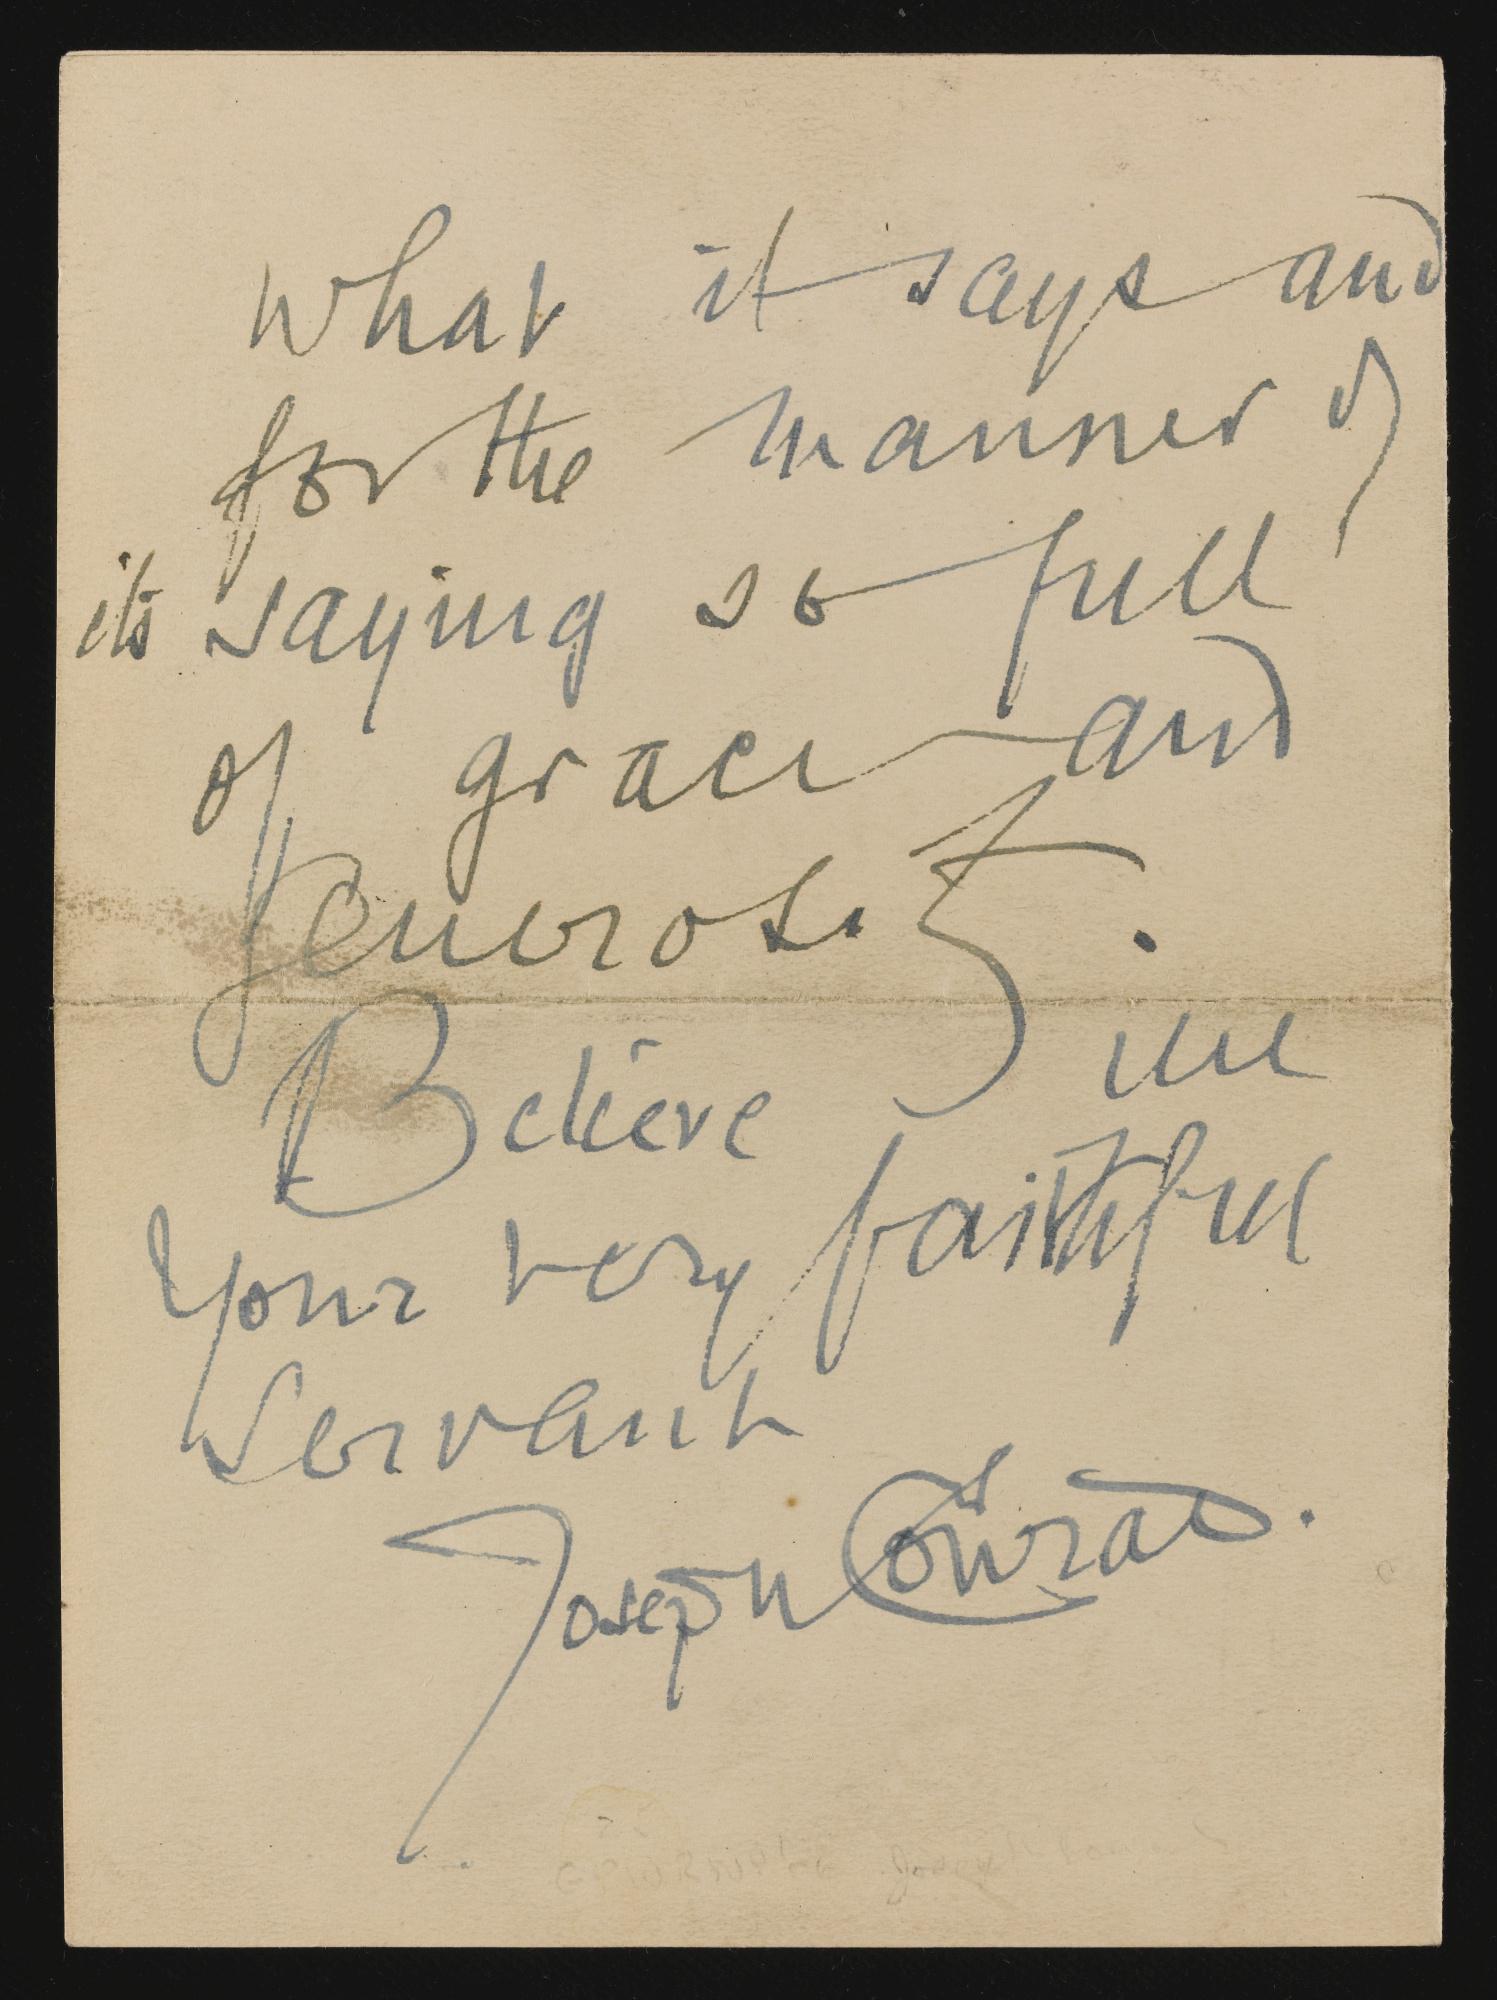 what it says and
for the manner of
its saying so full
of grace and
generosity.
Believe me
your very faithful
servant
Joseph Conrad.